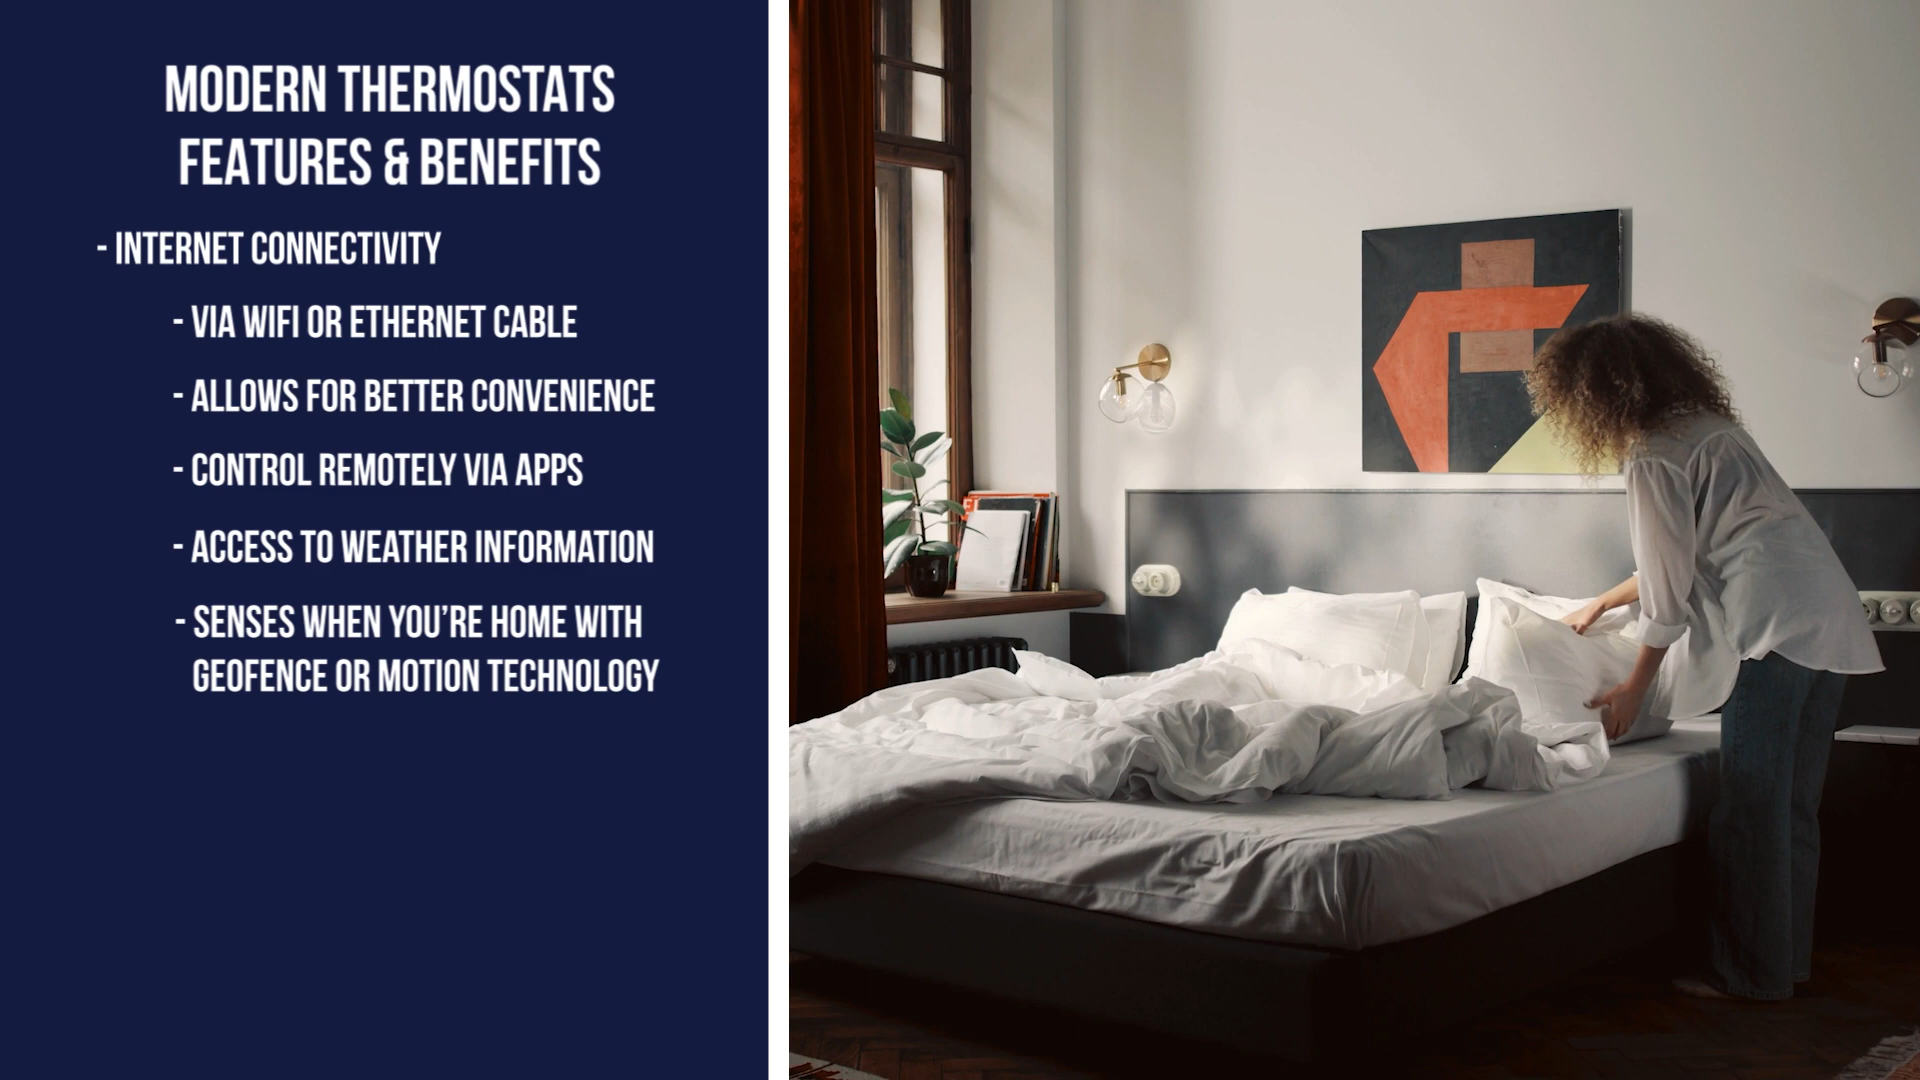 MODERN THERMOSTATS
FEATURES & BENEFITS
- INTERNET CONNECTIVITY
- VIA WIFI OR ETHERNET CABLE
- ALLOWS FOR BETTER CONVENIENCE
- CONTROL REMOTELY VIA APPS
- ACCESS TO WEATHER INFORMATION
- SENSES WHEN YOU’RE HOME WITH
GEOFENCE OR MOTION TECHNOLOGY